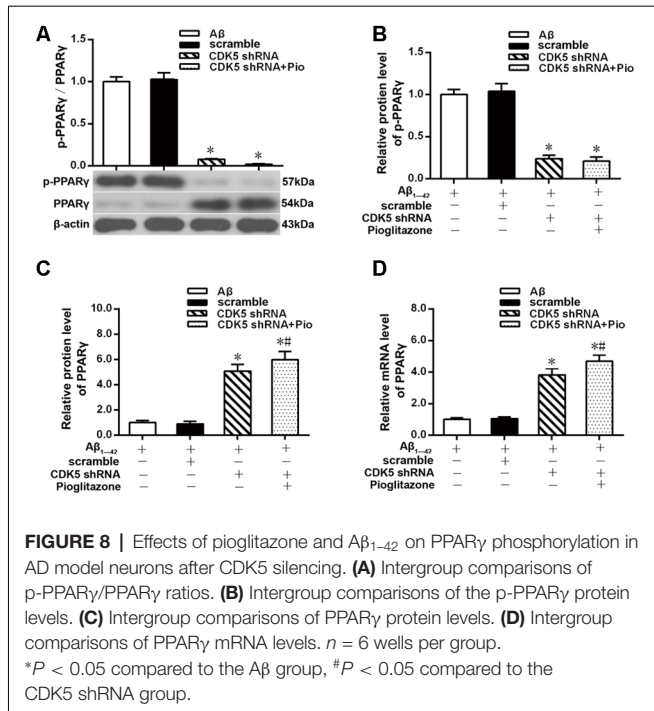 A
Aβ
scramble
CDK5 shRNA
CDK5 shRNA+Pio
p-PPARγ / PPARγ
1.5
1.0
0.5
0.0
* *
p-PPARγ 57kDa
PPARγ 54kDa
β-actin 43kDa
B
Aβ
scramble
CDK5 shRNA
CDK5 shRNA+Pio
Relative protien level
of p-PPARγ
1.5
1.0
0.5
0.0
* *
Aβ1–42 + + + +
scramble − + − −
CDK5 shRNA − − + +
Pioglitazone − − − +
C
Aβ
scramble
CDK5 shRNA
CDK5 shRNA+Pio
Relative protien level
of PPARγ
10.0
8.0
6.0
4.0
2.0
0.0
* *#
Aβ1–42 + + + +
scramble − + − −
CDK5 shRNA − − + +
Pioglitazone − − − +
D
Aβ
scramble
CDK5 shRNA
CDK5 shRNA+Pio
Relative mRNA level
of PPARγ
8.0
6.0
4.0
2.0
0.0
* *#
Aβ1–42 + + + +
scramble − + − −
CDK5 shRNA − − + +
Pioglitazone − − − +
FIGURE 8 | Effects of pioglitazone and Aβ1–42 on PPARγ phosphorylation in
AD model neurons after CDK5 silencing. (A) Intergroup comparisons of
p-PPARγ/PPARγ ratios. (B) Intergroup comparisons of the p-PPARγ protein
levels. (C) Intergroup comparisons of PPARγ protein levels. (D) Intergroup
comparisons of PPARγ mRNA levels. n = 6 wells per group.
*P < 0.05 compared to the Aβ group, #P < 0.05 compared to the
CDK5 shRNA group.